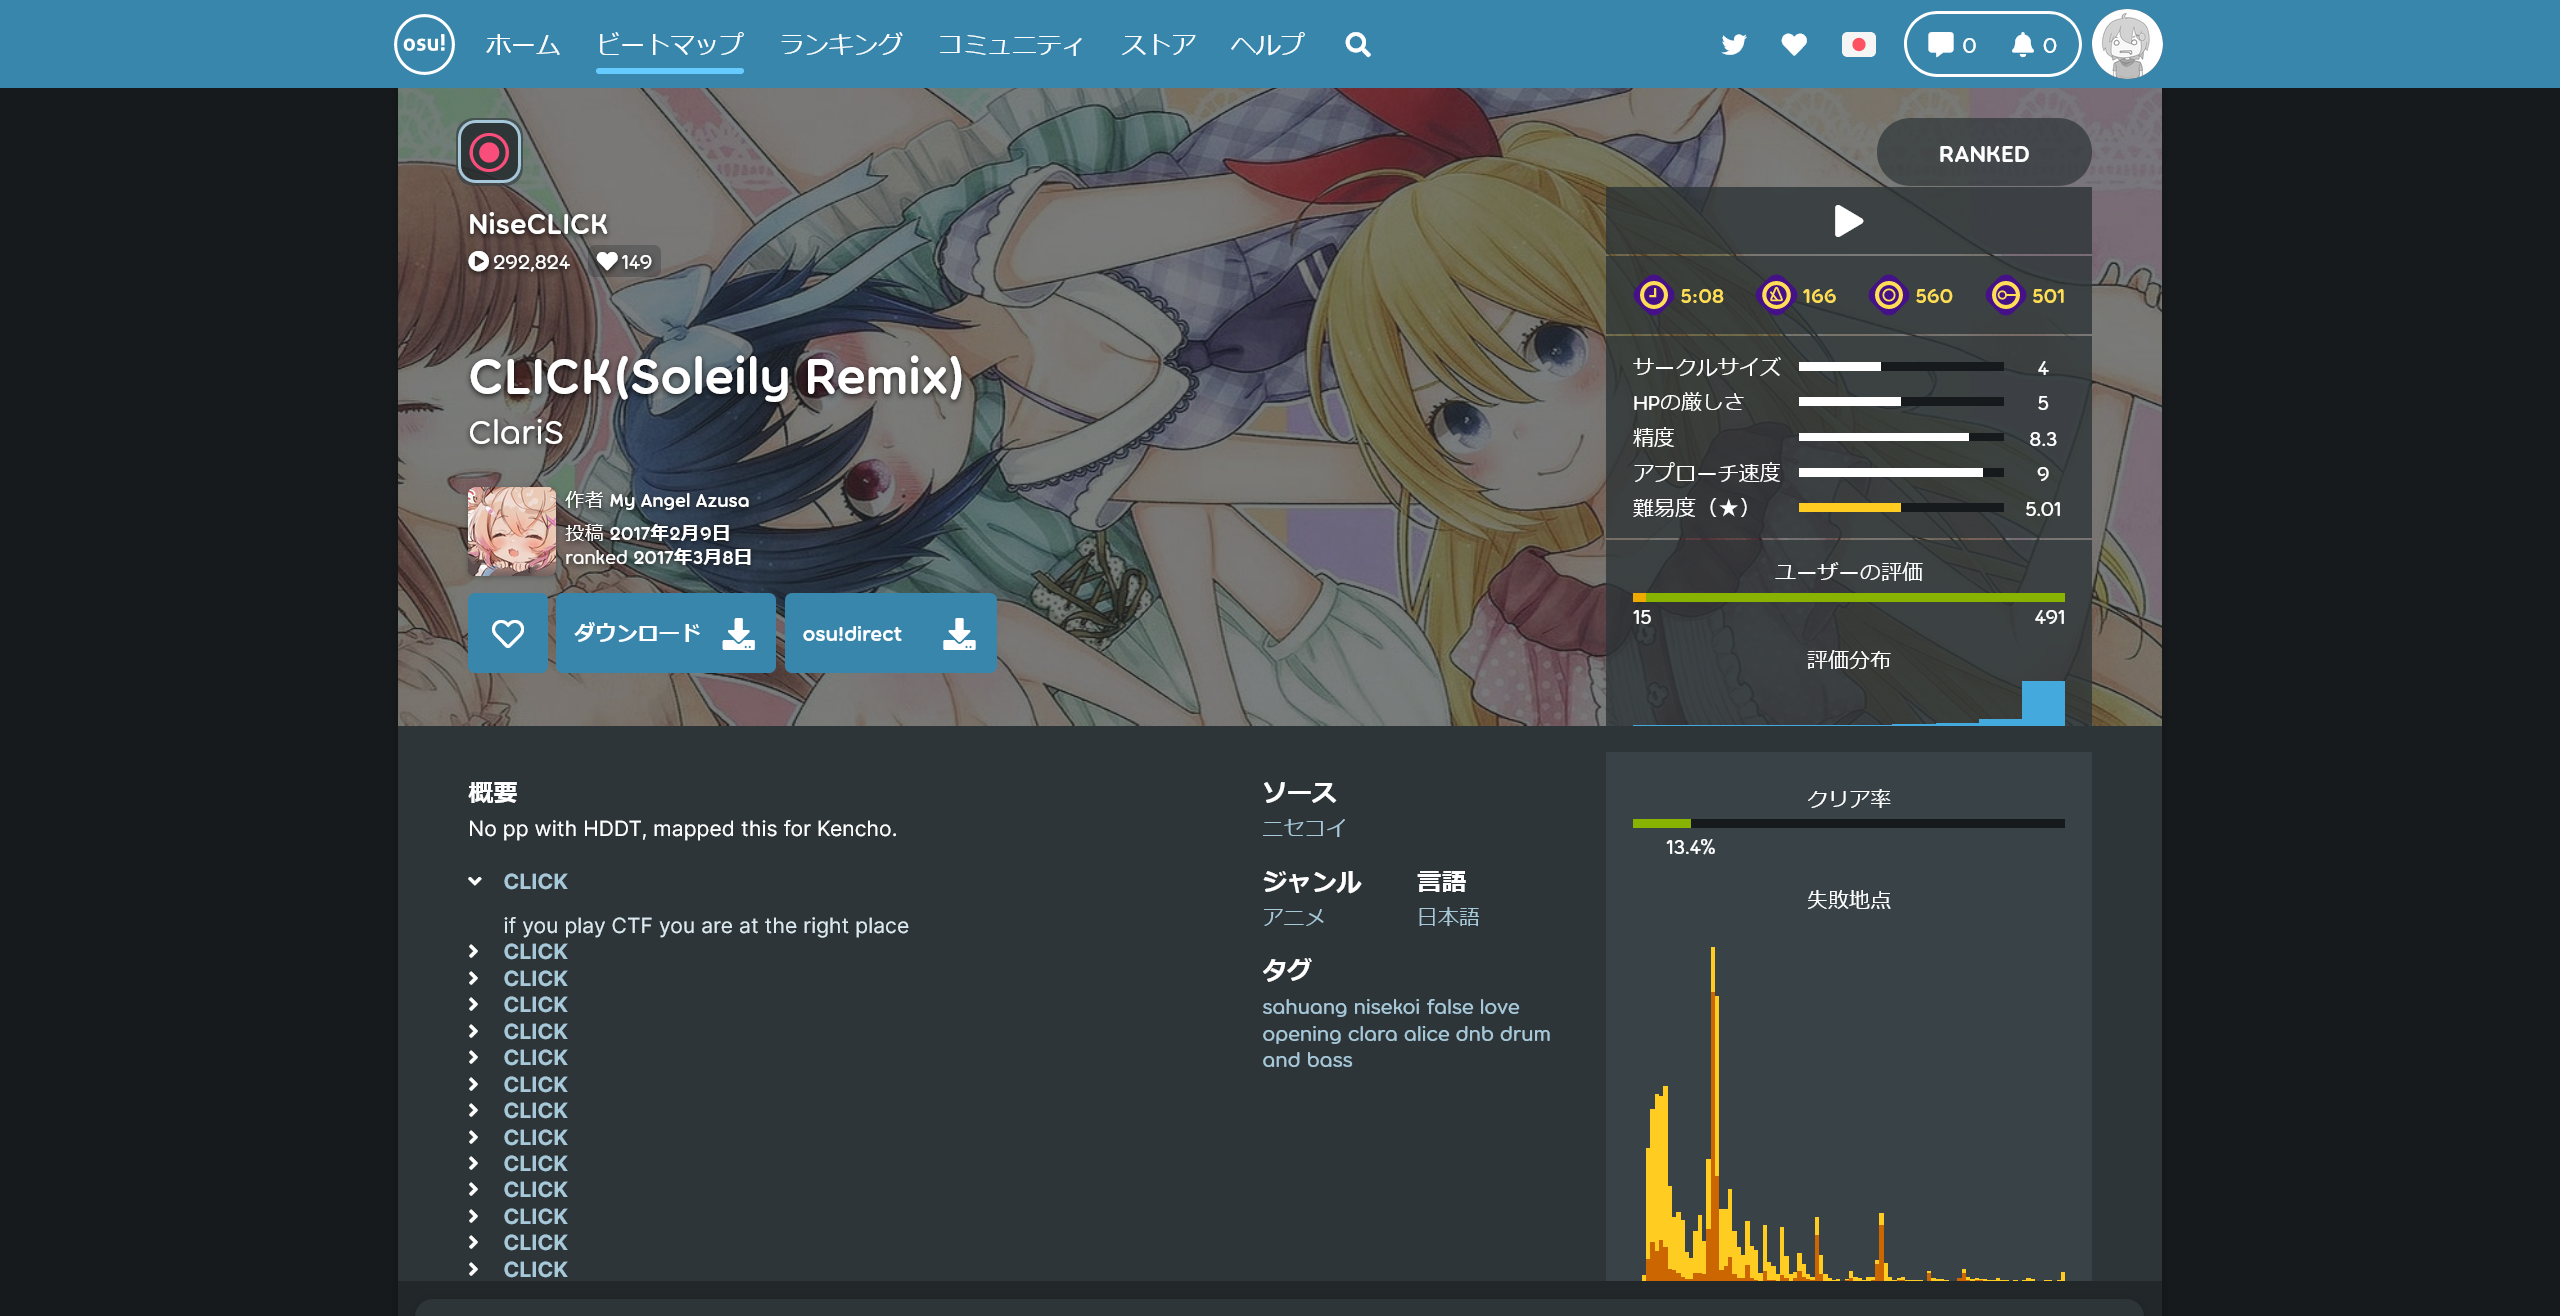 osu! ホーム ビートマップ ランキング コミュニティ ストア ヘルプ 0 0
RANKED
NiseCLICK
292,824 149
CLICK(Soleily Remix)
ClariS
作者 My Angel Azusa
投稿 2017年2月9日
ranked 2017年3月8日
ダウンロード
osu!direct
5:08 166 560 501
サークルサイズ 4
HPの厳しさ 5
精度 8.3
アプローチ速度 9
難易度（★） 5.01
ユーザーの評価
15 491
評価分布
概要
No pp with HDDT, mapped this for Kencho.
CLICK
if you play CTF you are at the right place
CLICK
CLICK
CLICK
CLICK
CLICK
CLICK
CLICK
CLICK
CLICK
CLICK
CLICK
CLICK
CLICK
ソース
ニセコイ
ジャンル 言語
アニメ 日本語
タグ
sahuang nisekoi false love
opening clara alice dnb drum
and bass
クリア率
13.4%
失敗地点